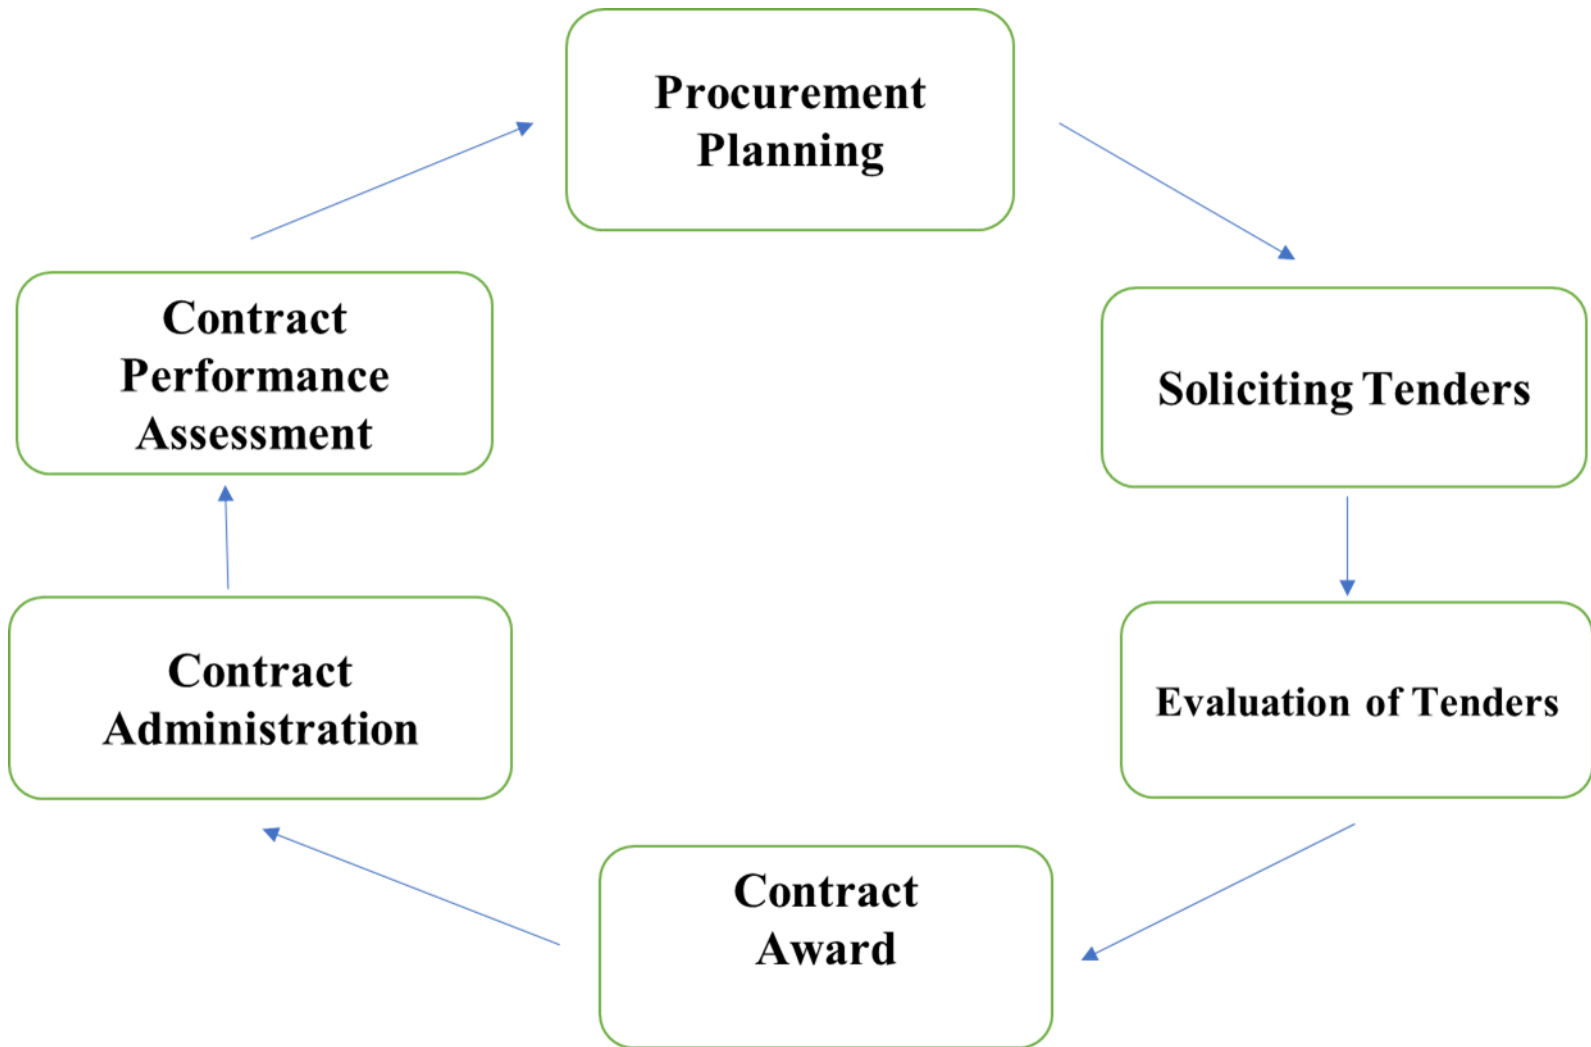 Procurement
Planning
Soliciting Tenders
Evaluation of Tenders
Contract
Award
Contract
Administration
Contract
Performance
Assessment